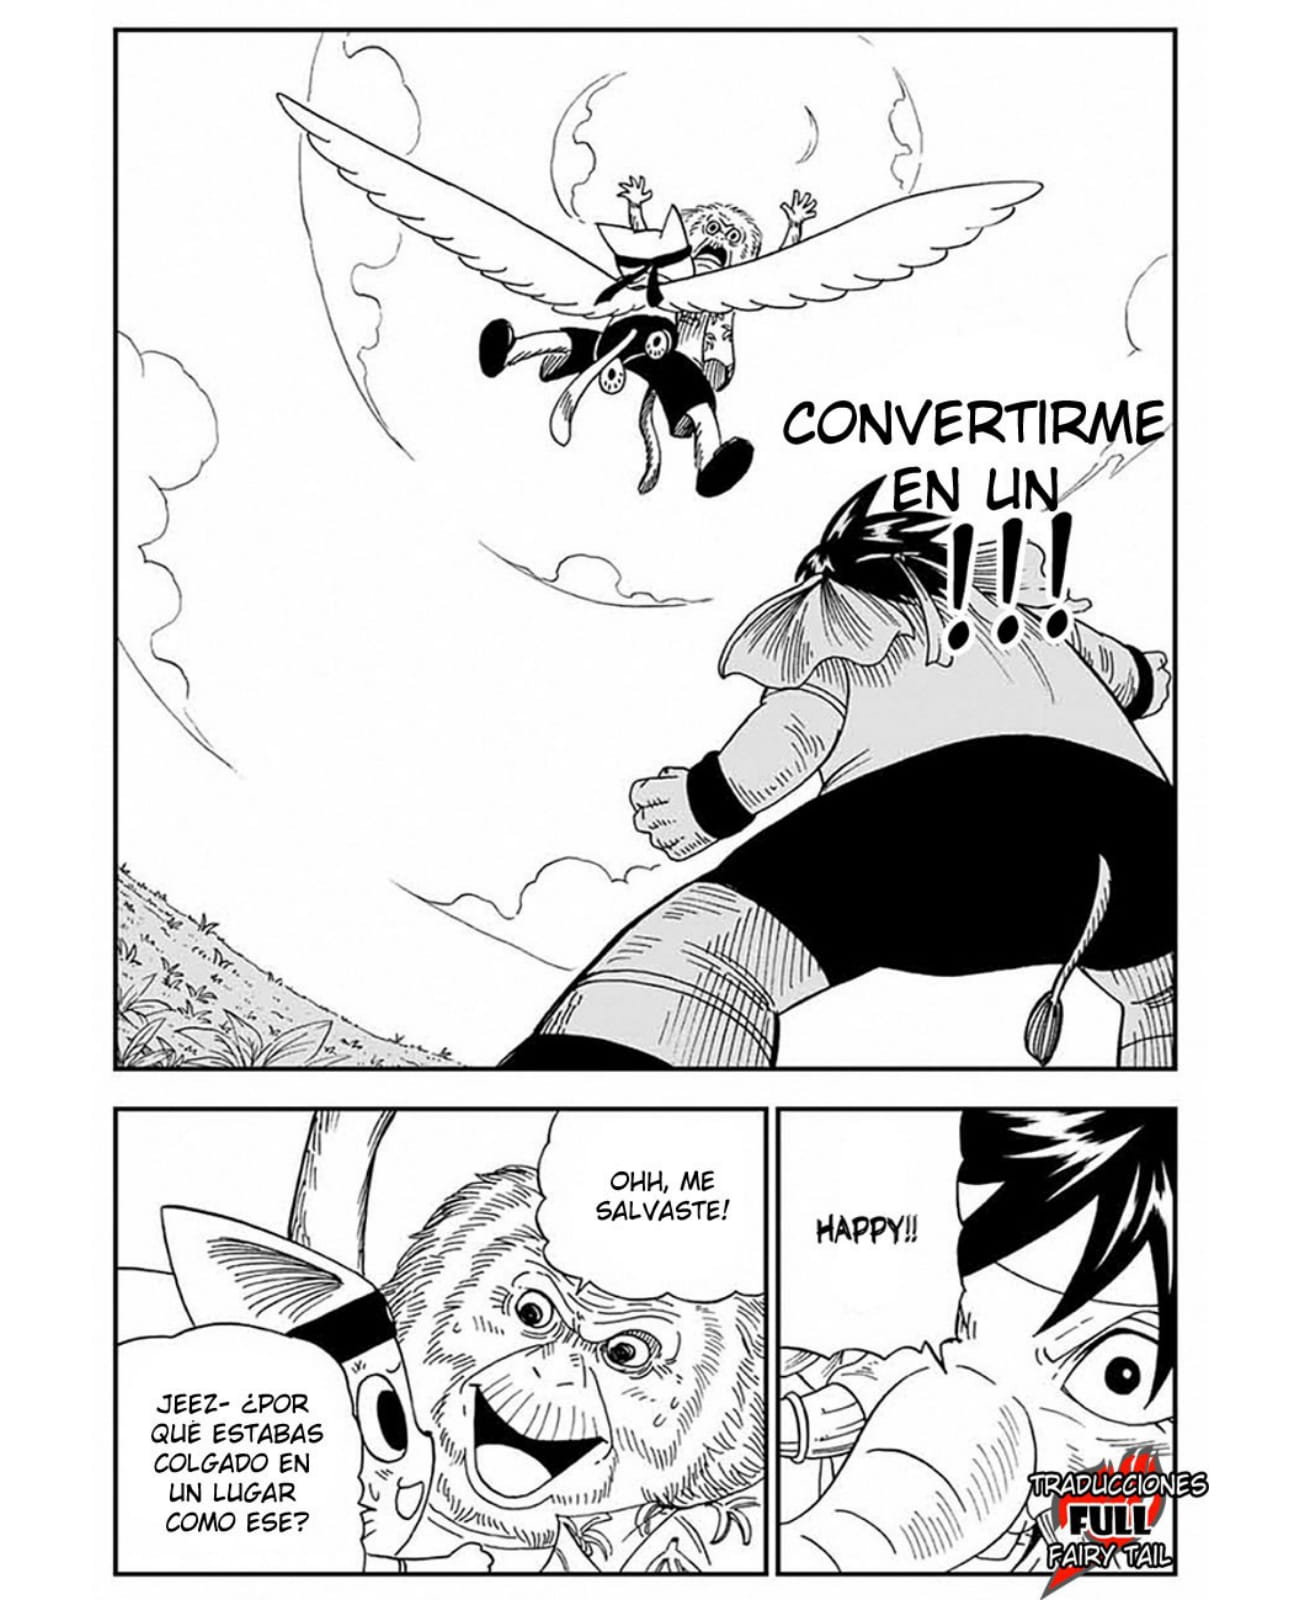 CONVERTIRME
EN UN
!!!
OHH, ME
SALVASTE!
HAPPY!!
JEEZ- ¿POR
QUÉ ESTABAS
COLGADO EN
UN LUGAR
COMO ESE?
TRADUCCIONES
FULL
FAIRY TAIL